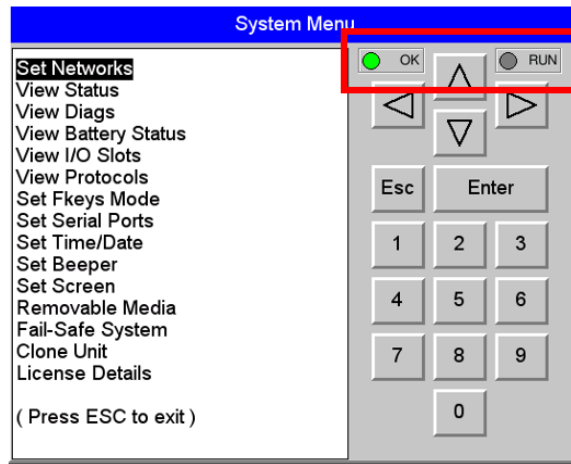 System Menu
OK
RUN
Set Networks
View Status
View Diags
View Battery Status
View I/O Slots
View Protocols
Set Fkeys Mode
Set Serial Ports
Set Time/Date
Set Beeper
Set Screen
Removable Media
Fail-Safe System
Clone Unit
License Details
( Press ESC to exit )
Esc
Enter
1
2
3
4
5
6
7
8
9
0